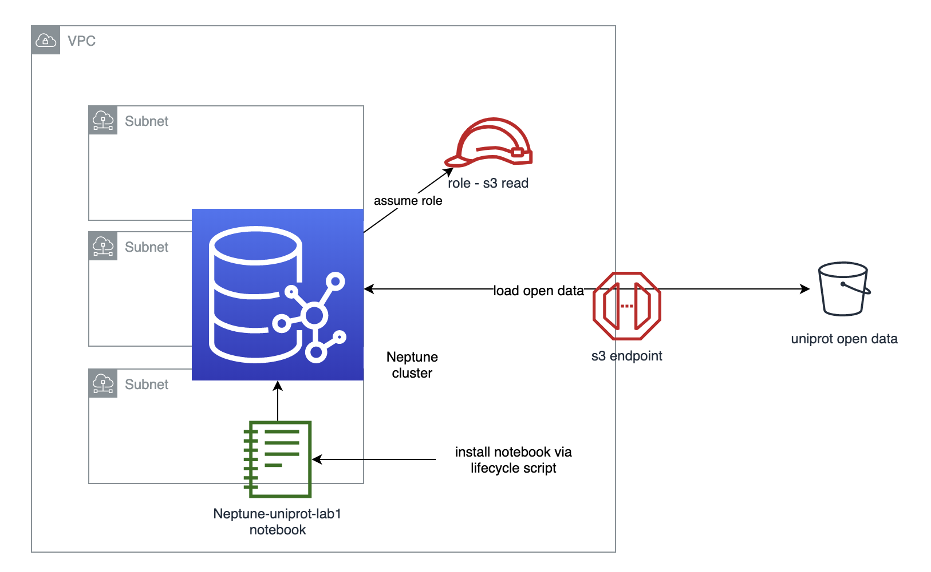 VPC
Subnet
role - s3 read
assume role
Subnet
load open data
uniprot open data
s3 endpoint
Neptune
cluster
Subnet
install notebook via
lifecycle script
Neptune-uniprot-lab1
notebook